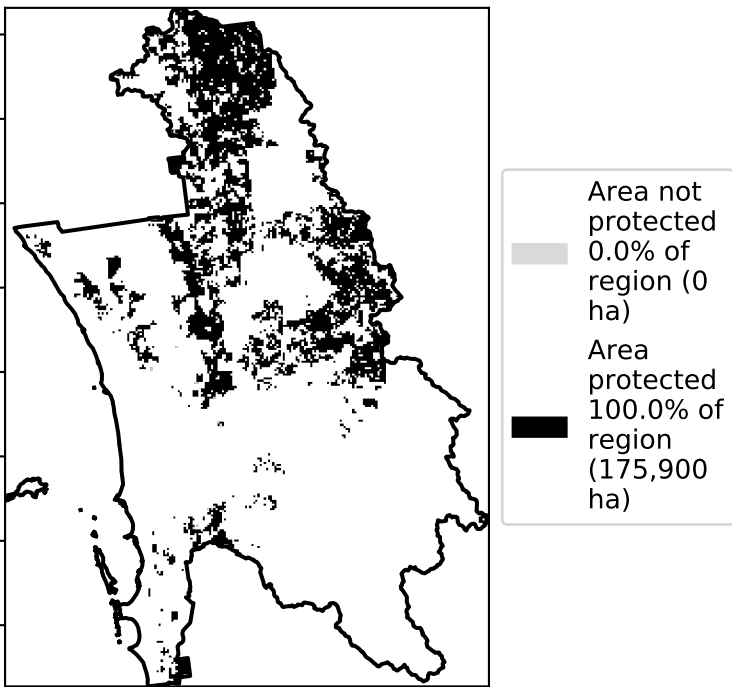 Area not
protected
0.0% of
region (0
ha)
Area
protected
100.0% of
region
(175,900
ha)